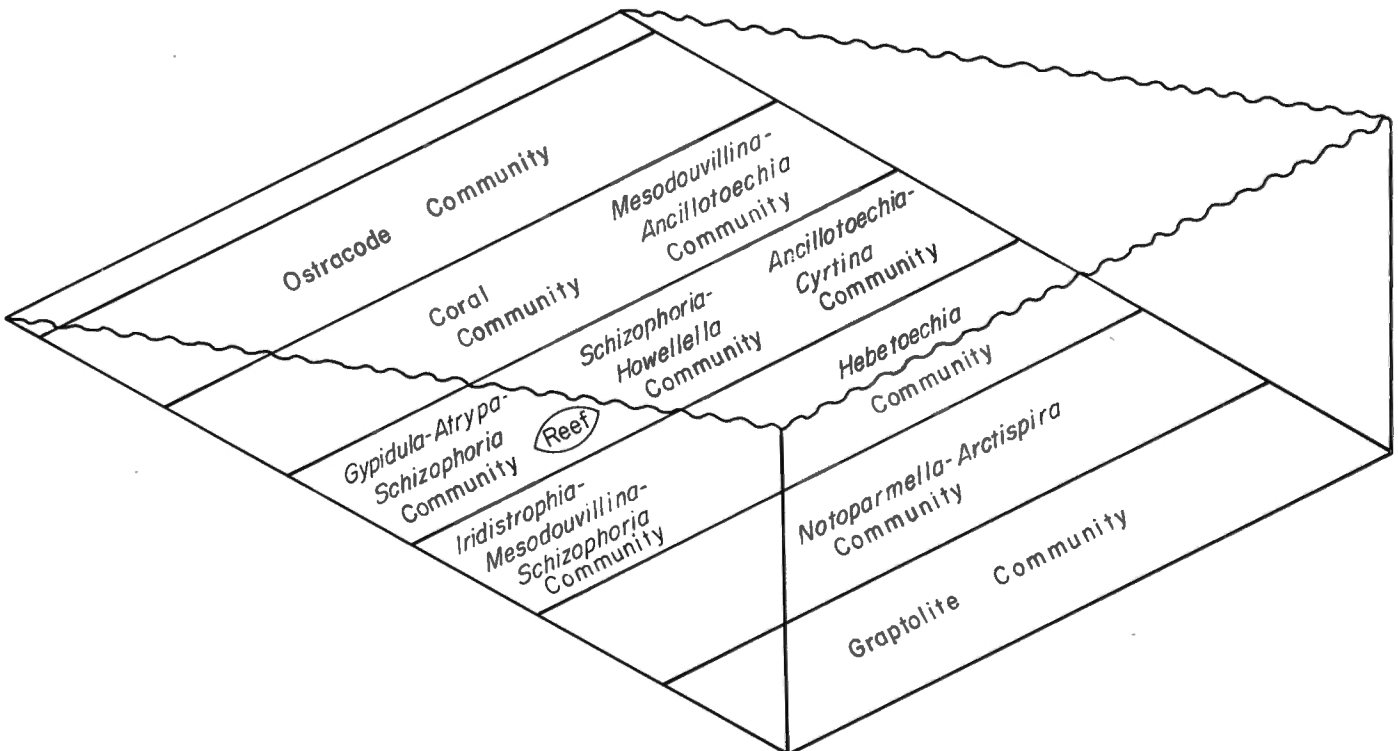 Ostracode Community
Mesodouvillina-
Ancillotoechia
Community
Coral
Community
Ancillotoechia-
Cyrtina
Community
Schizophoria-
Howellella
Community
Gypidula-Atrypa-
Schizophoria
Community
Reef
Hebetoechia
Community
Iridistrophia-
Mesodouvillina-
Schizophoria
Community
Notoparmella-Arctispira
Community
Graptolite Community